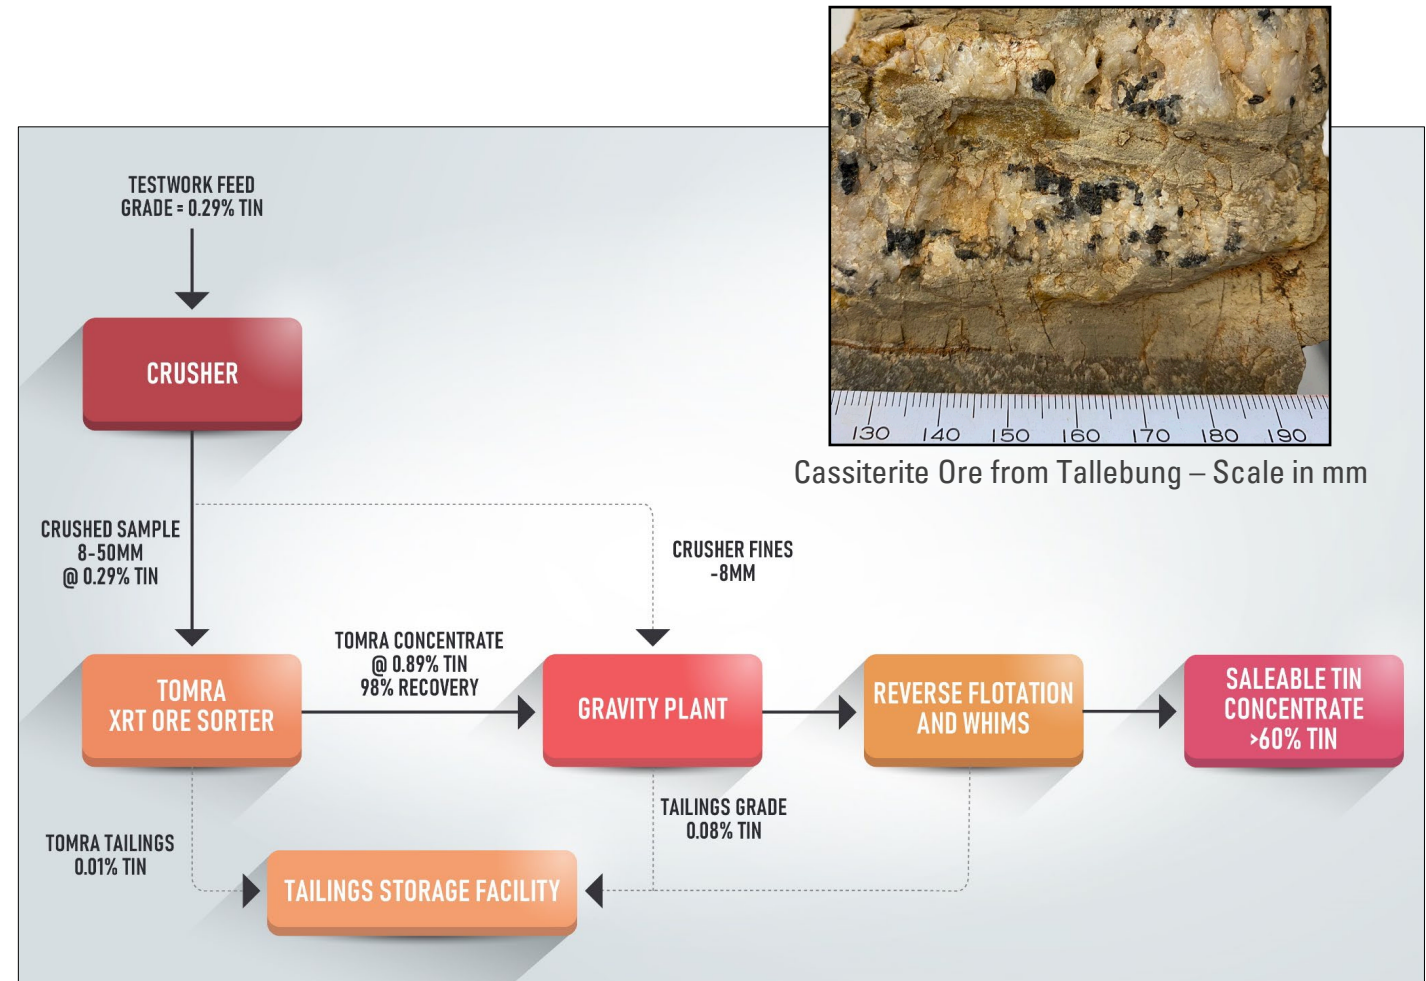 TESTWORK FEED
GRADE = 0.29% TIN
CRUSHER
130 140 150 160 170 180 190
Cassiterite Ore from Tallebung – Scale in mm
CRUSHED SAMPLE
8-50MM
@ 0.29% TIN
CRUSHER FINES
-8MM
TOMRA
XRT ORE SORTER
TOMRA CONCENTRATE
@ 0.89% TIN
98% RECOVERY
GRAVITY PLANT
REVERSE FLOTATION
AND WHIMS
SALEABLE TIN
CONCENTRATE
>60% TIN
TOMRA TAILINGS
0.01% TIN
TAILINGS GRADE
0.08% TIN
TAILINGS STORAGE FACILITY